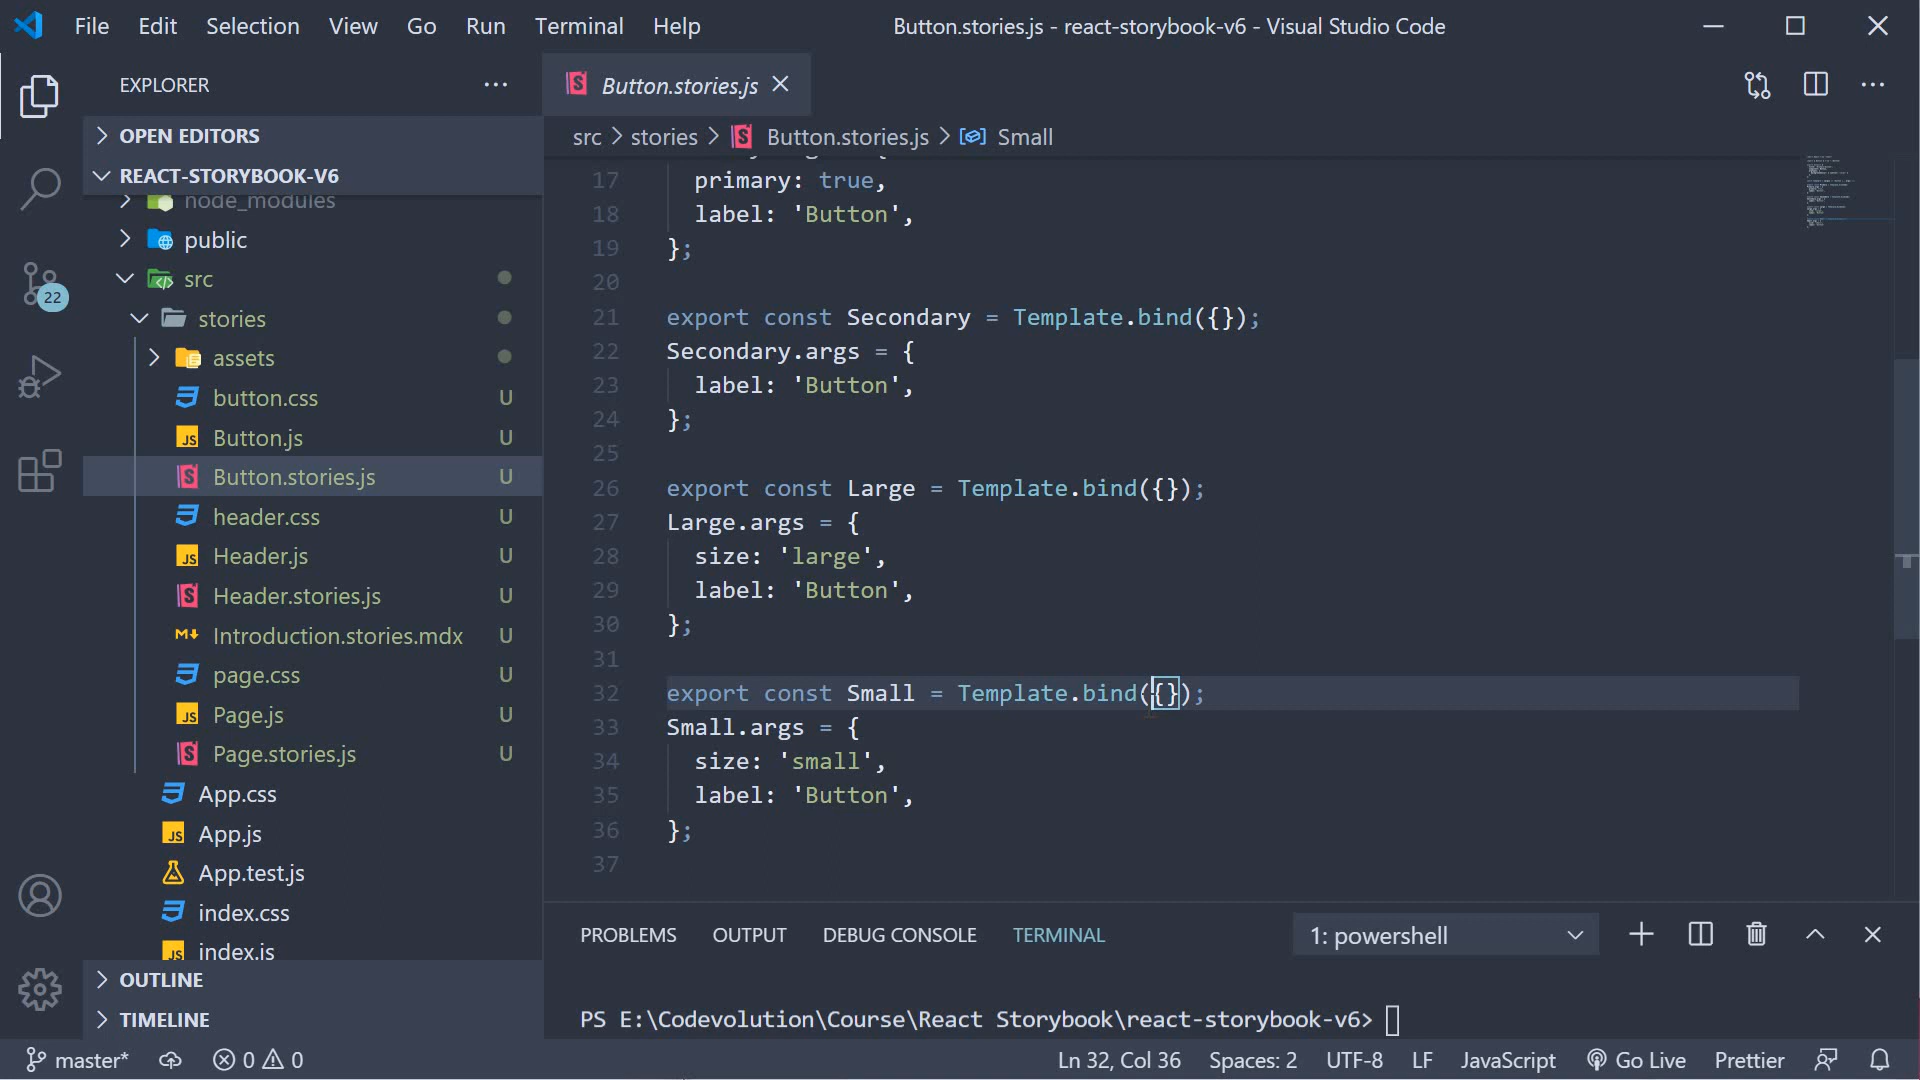 File Edit Selection View Go Run Terminal Help
Button.stories.js - react-storybook-v6 - Visual Studio Code
EXPLORER
OPEN EDITORS
REACT-STORYBOOK-V6
node_modules
public
src
stories
assets
button.css U
Button.js U
Button.stories.js U
header.css U
Header.js U
Header.stories.js U
Introduction.stories.mdx U
page.css U
Page.js U
Page.stories.js U
App.css
App.js
App.test.js
index.css
index.js
OUTLINE
TIMELINE
22
Button.stories.js
src > stories > Button.stories.js > Small
17 primary: true,
18 label: 'Button',
19 };
20
21 export const Secondary = Template.bind({});
22 Secondary.args = {
23 label: 'Button',
24 };
25
26 export const Large = Template.bind({});
27 Large.args = {
28 size: 'large',
29 label: 'Button',
30 };
31
32 export const Small = Template.bind({});
33 Small.args = {
34 size: 'small',
35 label: 'Button',
36 };
37
PROBLEMS OUTPUT DEBUG CONSOLE TERMINAL 1: powershell
PS E:\Codevolution\Course\React Storybook\react-storybook-v6>
master* 0 0 Ln 32, Col 36 Spaces: 2 UTF-8 LF JavaScript Go Live Prettier